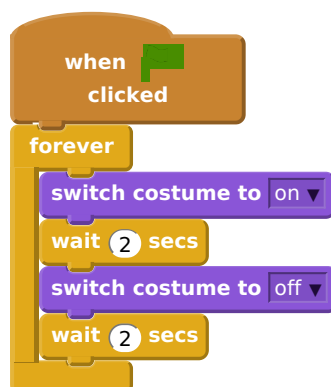 when
clicked
forever
switch costume to on ▼
wait 2 secs
switch costume to off ▼
wait 2 secs